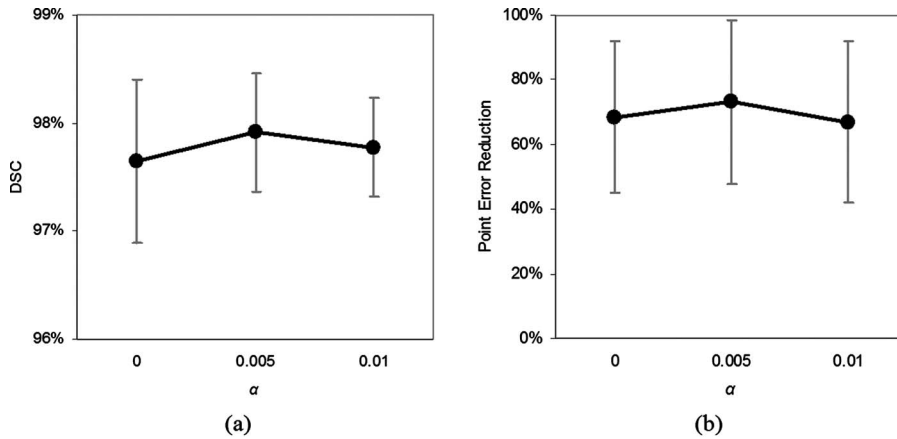 99%
98%
97%
96%
DSC
0 0.005 0.01
α
(a)
100%
80%
60%
40%
20%
0%
Point Error Reduction
0 0.005 0.01
α
(b)